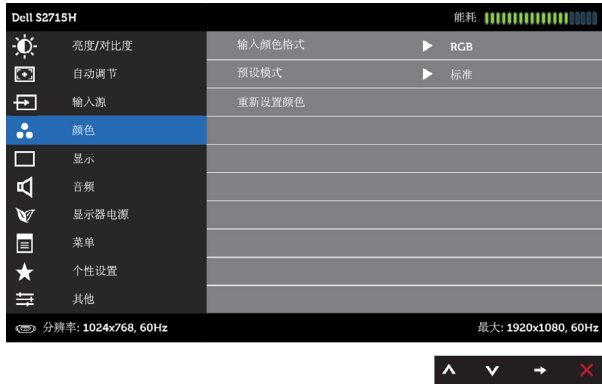 Dell S2715H 能耗
亮度/对比度 输入颜色格式 RGB
自动调节 预设模式 标准
输入源 重新设置颜色
颜色
显示
音频
显示器电源
菜单
个性设置
其他
分辨率: 1024x768, 60Hz 最大: 1920x1080, 60Hz